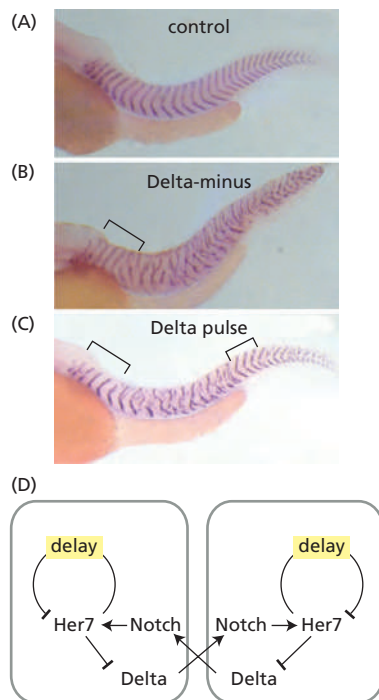 (A)
control
(B)
Delta-minus
(C)
Delta pulse
(D)
delay delay
Her7 Notch Notch Her7
Delta Delta